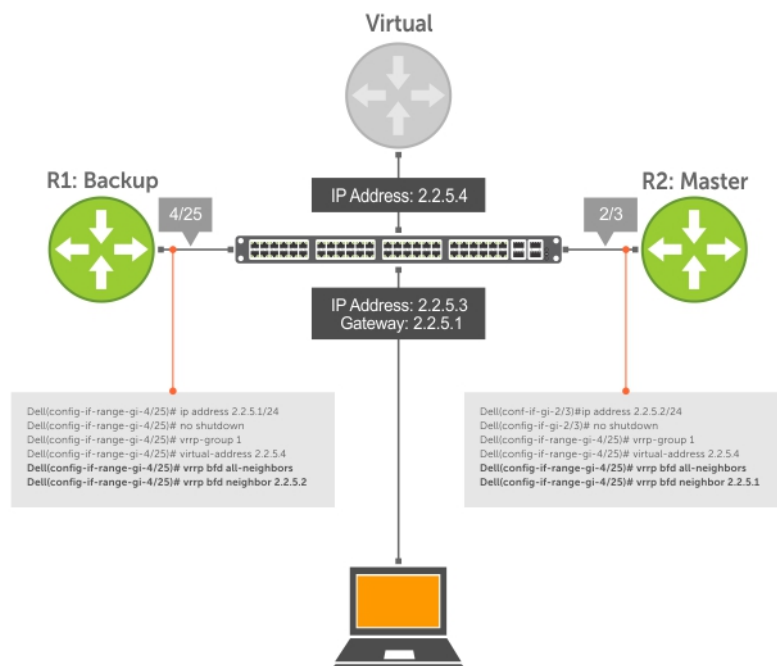 Virtual
R1: Backup
R2: Master
4/25
IP Address: 2.2.5.4
2/3
IP Address: 2.2.5.3
Gateway: 2.2.5.1
Dell(config-if-range-gi-4/25)# ip address 2.2.5.1/24
Dell(config-if-range-gi-4/25)# no shutdown
Dell(config-if-range-gi-4/25)# vrrp-group 1
Dell(config-if-range-gi-4/25)# virtual-address 2.2.5.4
Dell(config-if-range-gi-4/25)# vrrp bfd all-neighbors
Dell(config-if-range-gi-4/25)# vrrp bfd neighbor 2.2.5.2
Dell(conf-if-gi-2/3)#ip address 2.2.5.2/24
Dell(config-if-gi-2/3)# no shutdown
Dell(config-if-range-gi-4/25)# vrrp-group 1
Dell(config-if-range-gi-4/25)# virtual-address 2.2.5.4
Dell(config-if-range-gi-4/25)# vrrp bfd all-neighbors
Dell(config-if-range-gi-4/25)# vrrp bfd neighbor 2.2.5.1